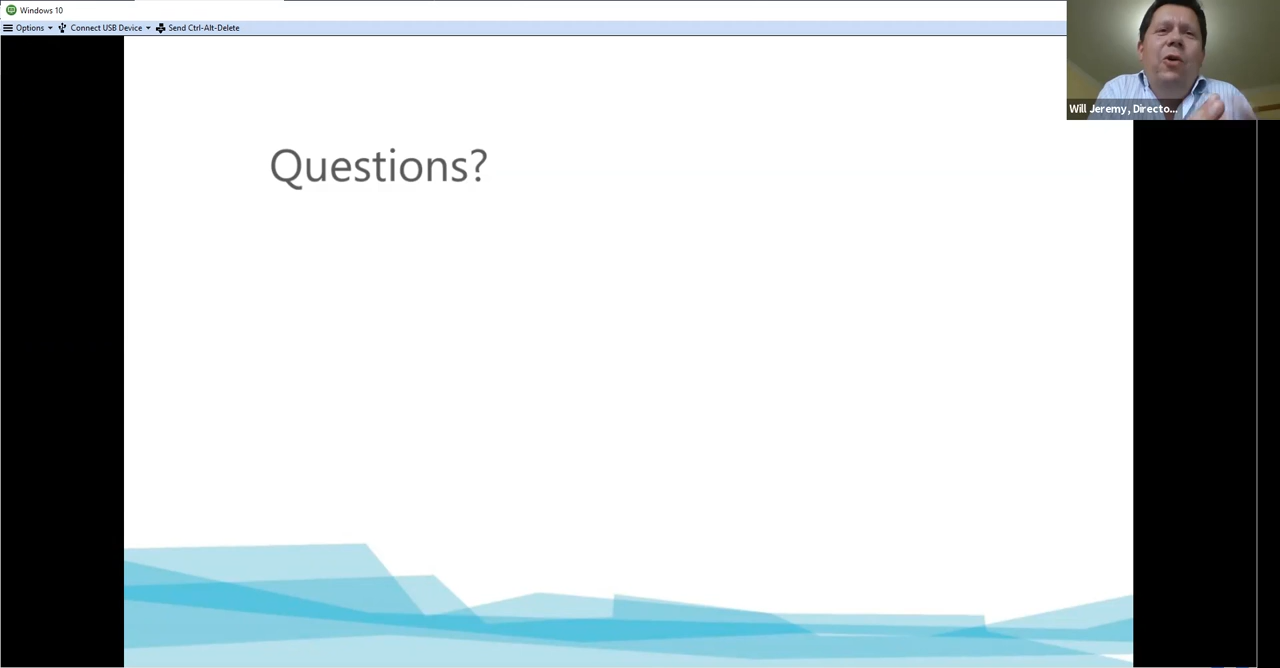 Windows 10
Options
Connect USB Device
Send Ctrl-Alt-Delete
Will Jeremy, Directo...
Questions?